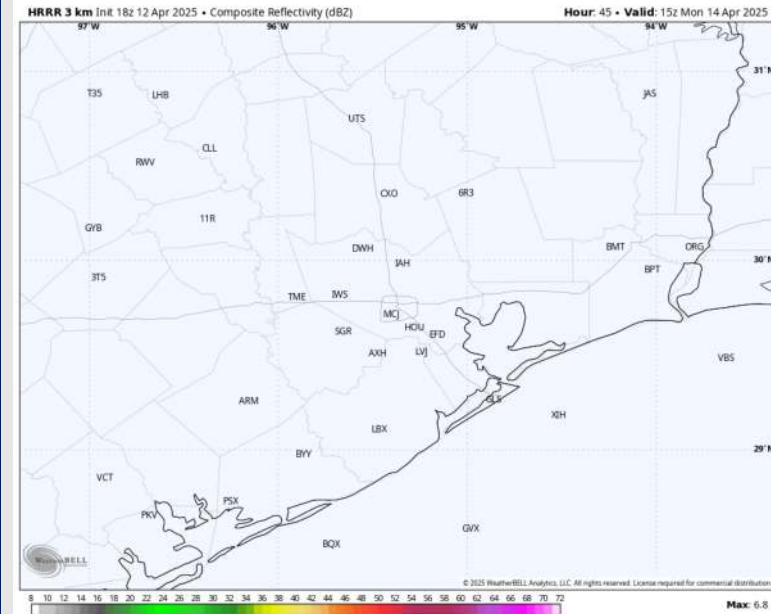 HRRR 3 km Init 18z 12 Apr 2025 • Composite Reflectivity (dBZ)
Hour: 45 • Valid: 15z Mon 14 Apr 2025
97°W 96°W 95°W 94°W
31°N
T35 LHB JAS
UTS
CLL
RWV
CXO 6R3
11R
GYB
DWH BMT ORG
IAH 30°N
3T5 BPT
TME IWS
MCJ
SGR HOU EFD
AXH LVJ VBS
ARM GLS
XIH
LBX
BYY 29°N
VCT
PSX
PKV
BQX GVX
WeatherBELL
© 2025 WeatherBELL Analytics, LLC. All rights reserved. License required for commercial distribution
8 10 12 14 16 18 20 22 24 26 28 30 32 34 36 38 40 42 44 46 48 50 52 54 56 58 60 62 64 66 68 70 72
Max: 6.8